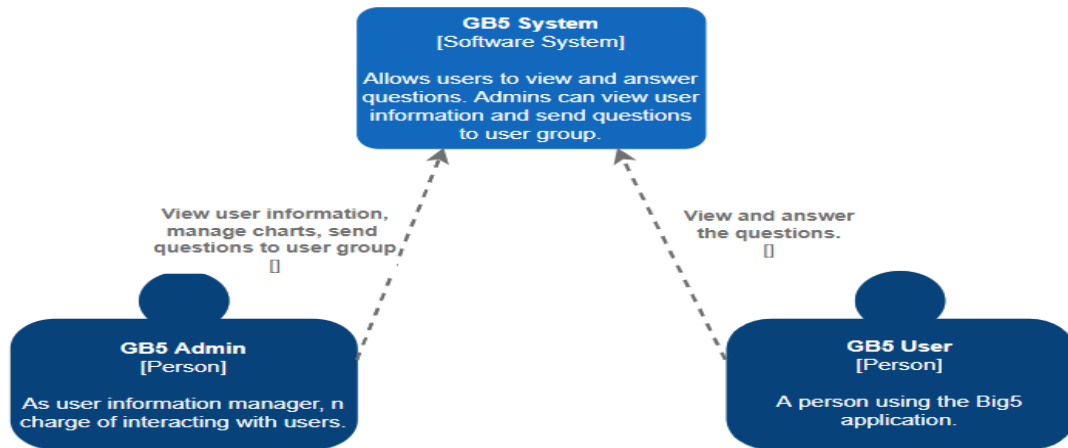 GB5 System
[Software System]
Allows users to view and answer
questions. Admins can view user
information and send questions
to user group.
View user information,
manage charts, send
questions to user group.
[]
View and answer
the questions.
[]
GB5 Admin
[Person]
As user information manager, n
charge of interacting with users.
GB5 User
[Person]
A person using the Big5
application.